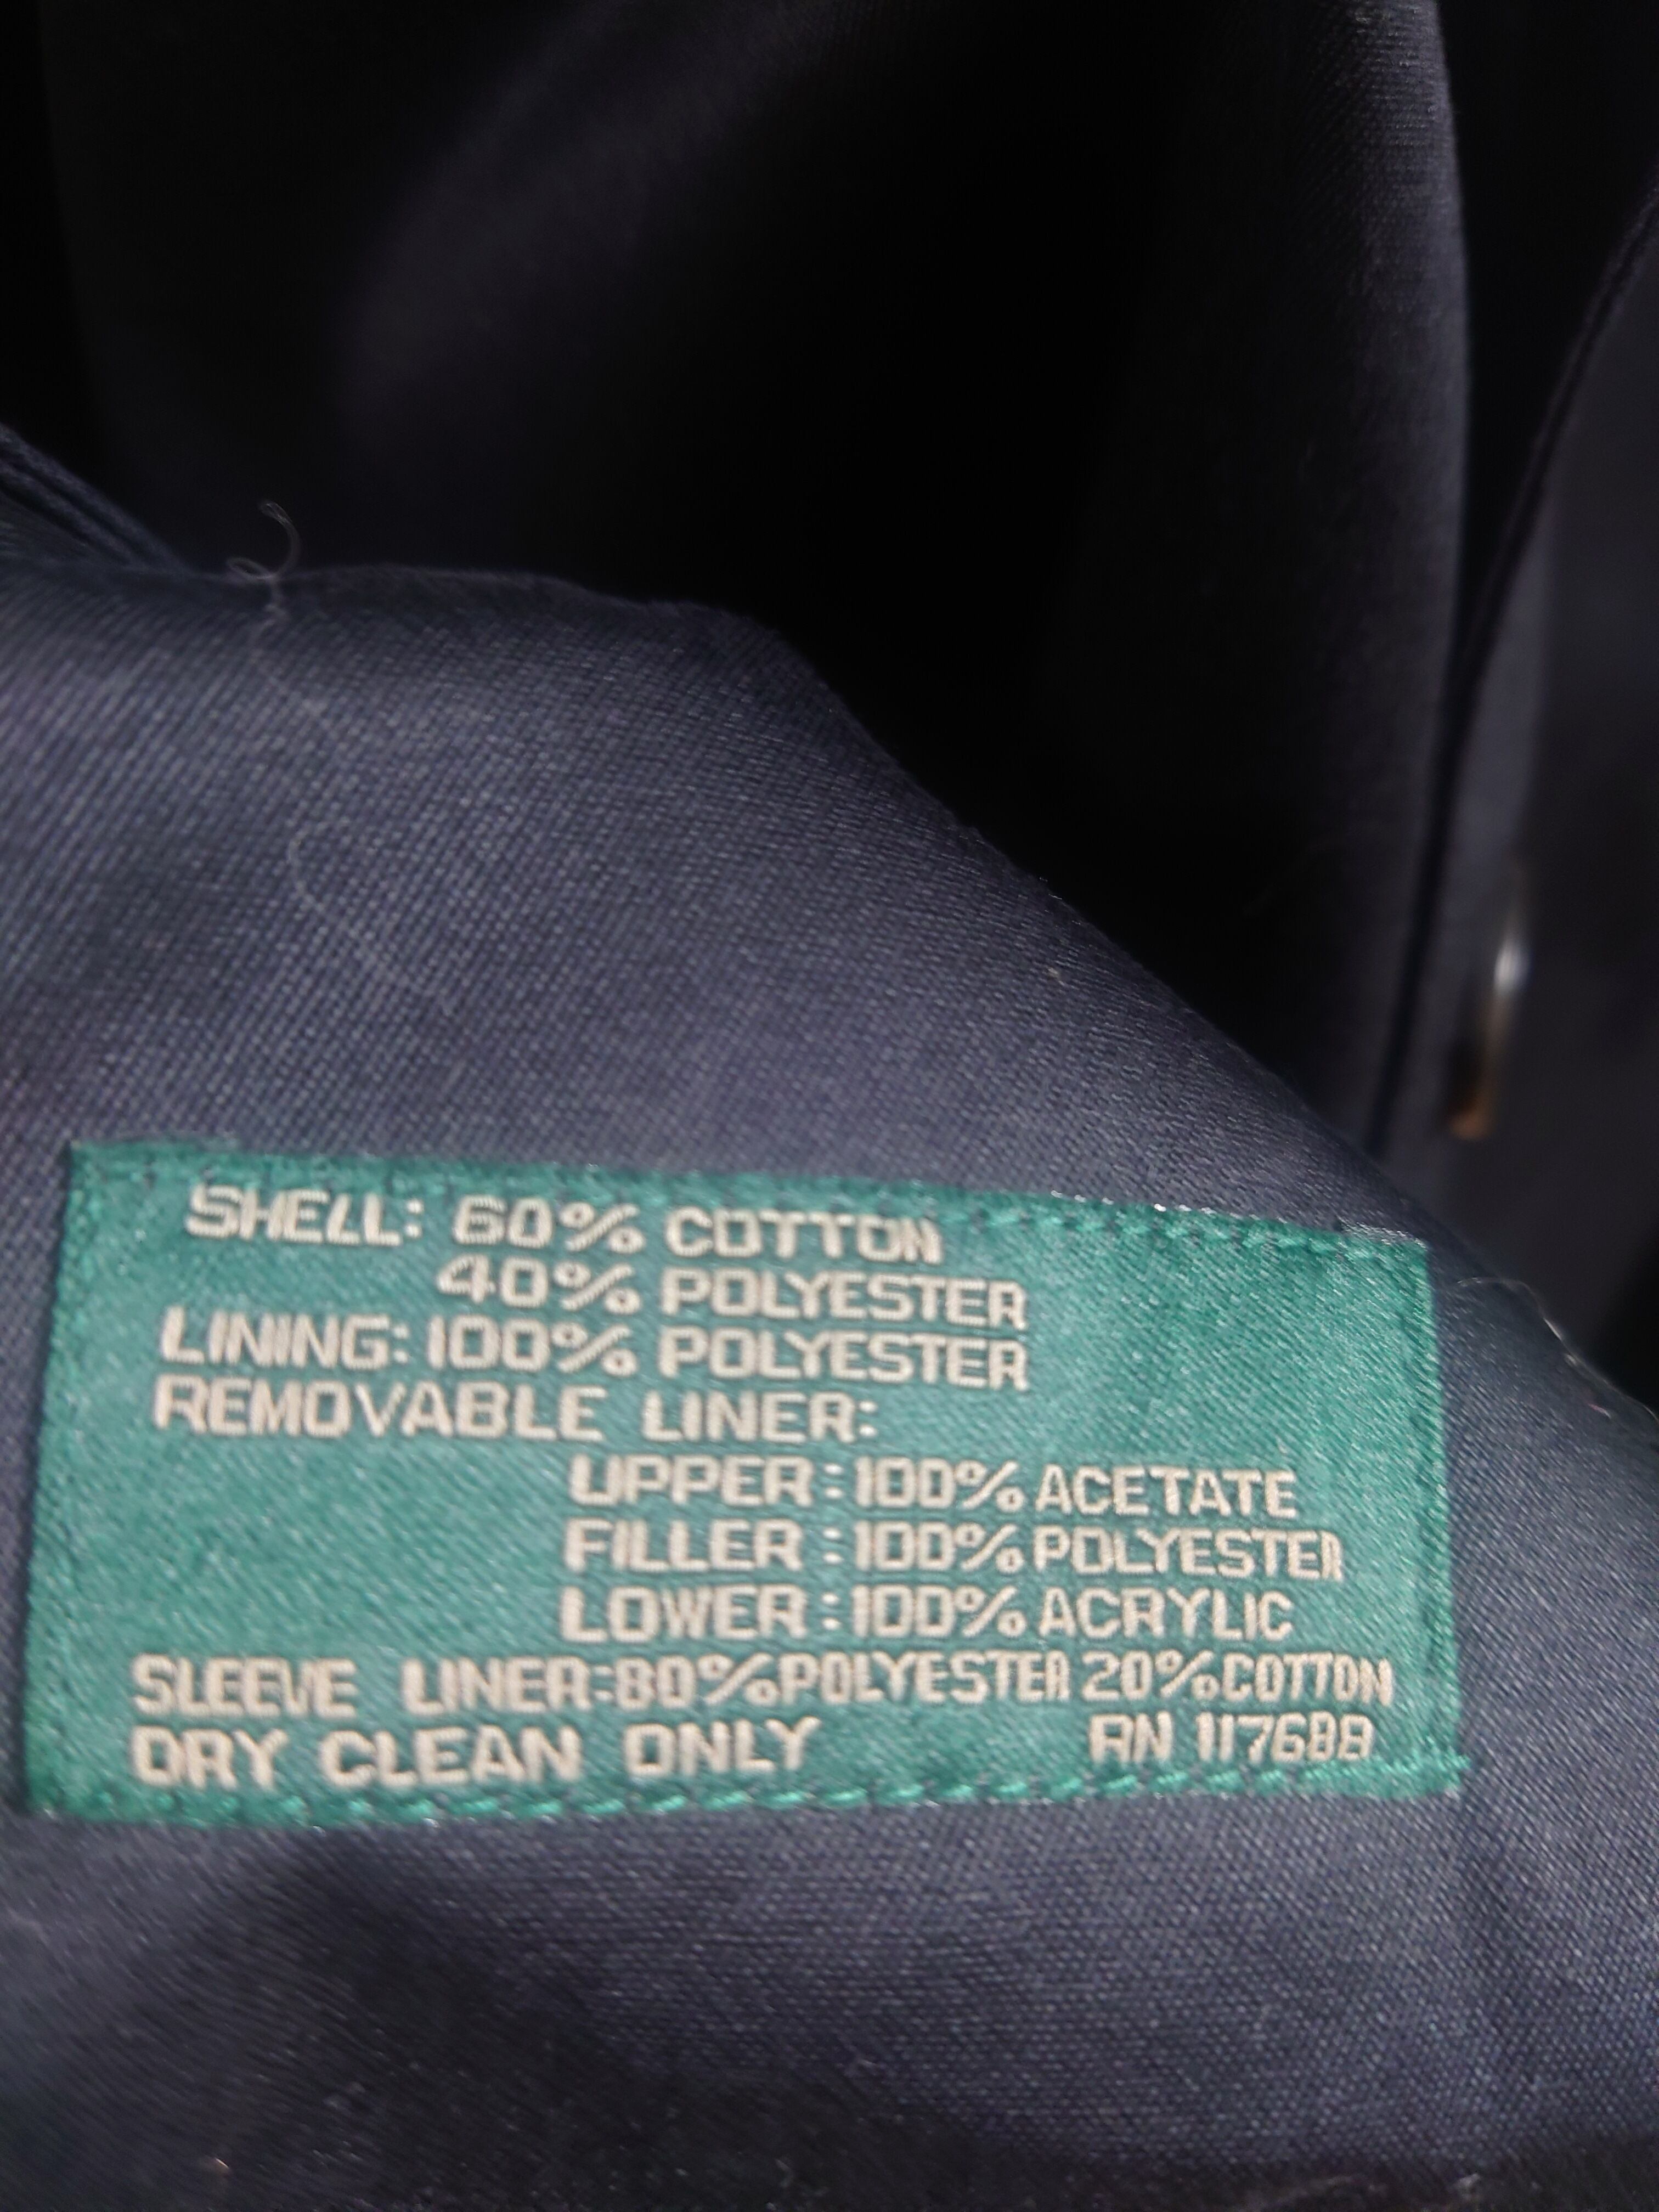 SHELL: 60% COTTON
40% POLYESTER
LINING: 100% POLYESTER
REMOVABLE LINER:
UPPER : 100% ACETATE
FILLER : 100% POLYESTER
LOWER : 100% ACRYLIC
SLEEVE LINER: 80% POLYESTER 20% COTTON
DRY CLEAN ONLY RN 117688